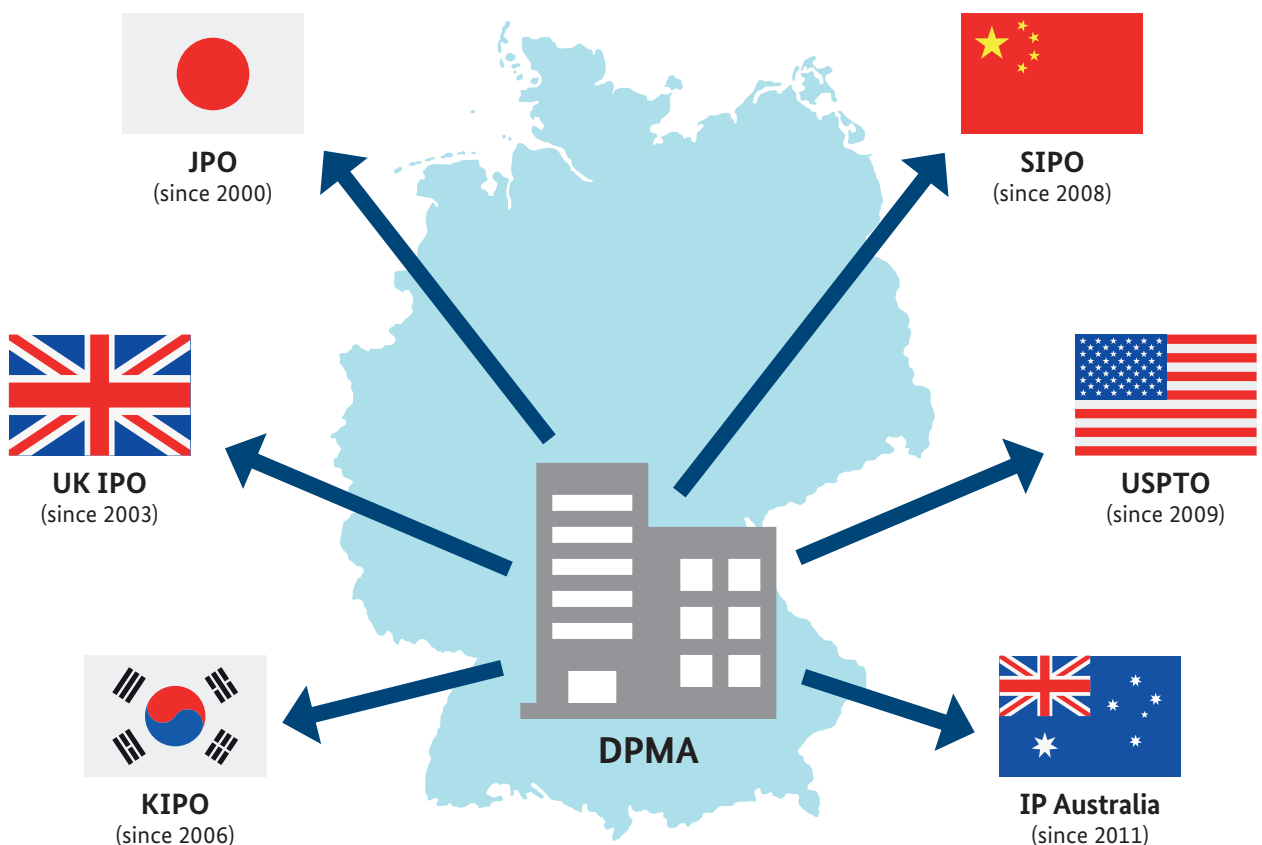 JPO
(since 2000)
SIPO
(since 2008)
UK IPO
(since 2003)
USPTO
(since 2009)
DPMA
KIPO
(since 2006)
IP Australia
(since 2011)